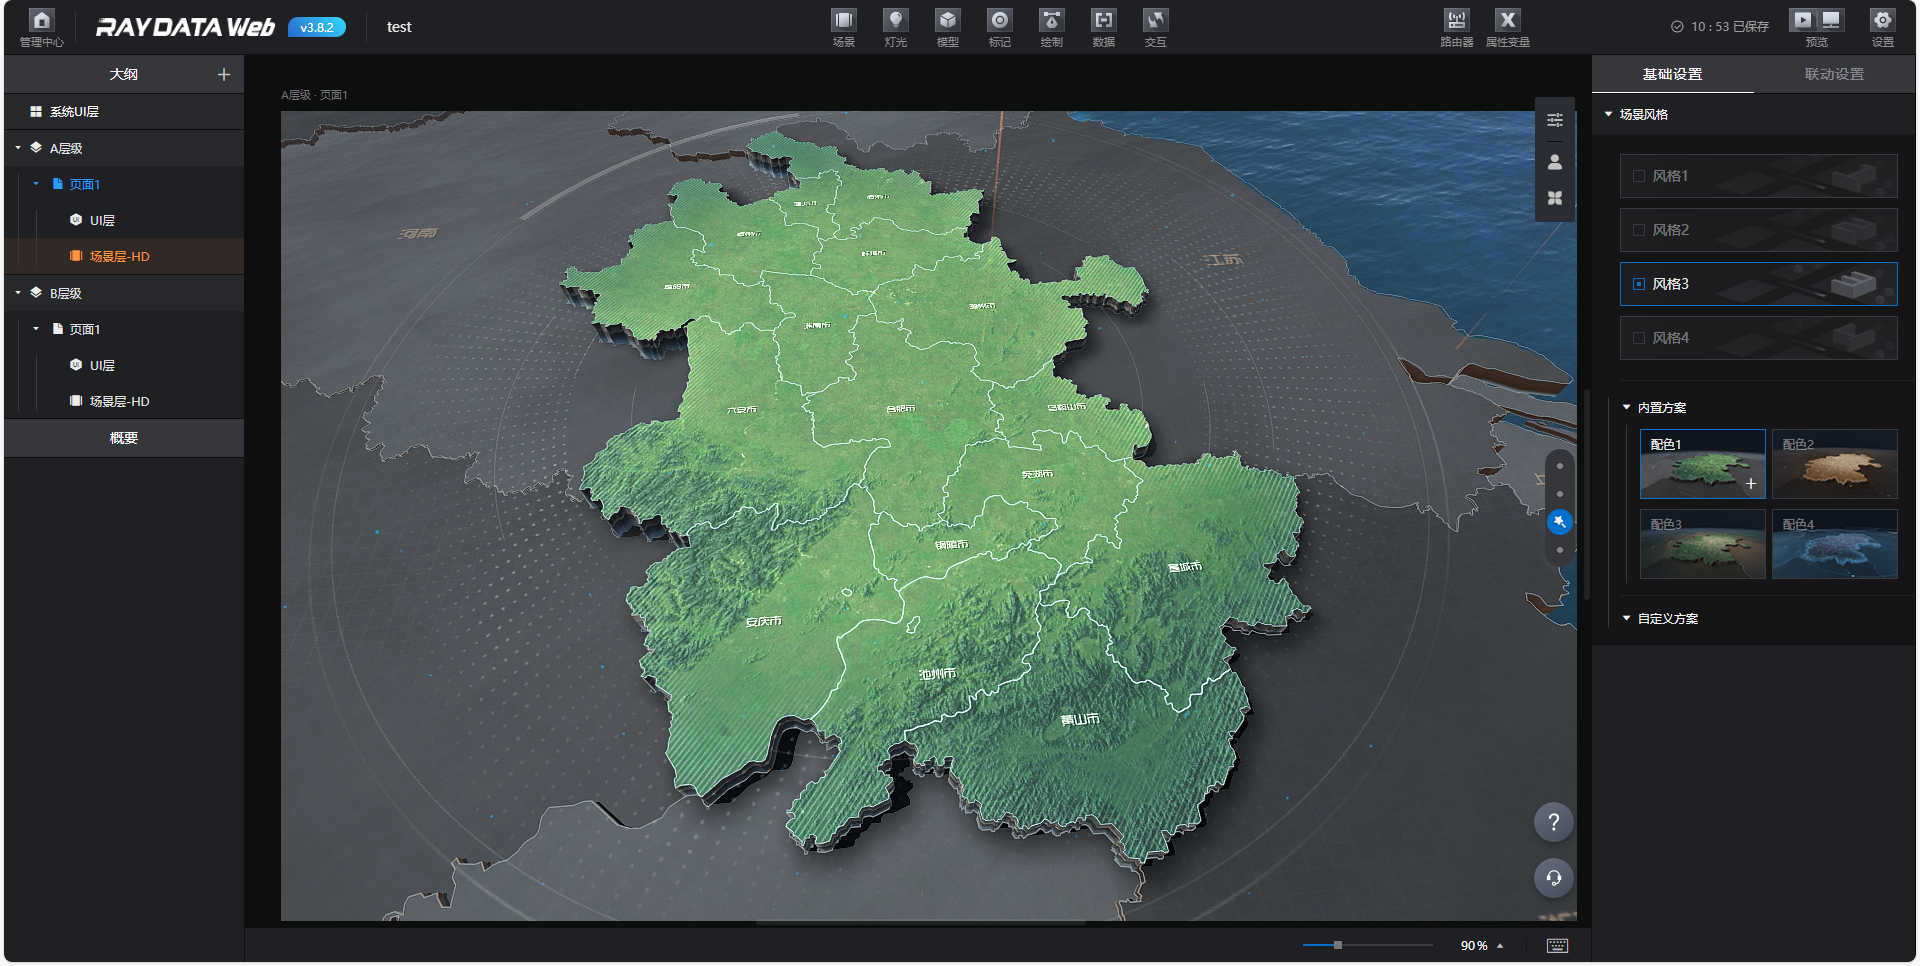 管理中心
RAYDATA Web
v3.8.2
test
场景
灯光
模型
标记
绘制
数据
交互
路由器
属性变量
10 : 53 已保存
预览
设置
大纲
系统UI层
A层级
页面1
UI层
场景层-HD
B层级
页面1
UI层
场景层-HD
概要
A层级 · 页面1
河南
江苏
六安市
合肥市
马鞍山市
芜湖市
铜陵市
宣城市
安庆市
池州市
黄山市
90%
基础设置
联动设置
场景风格
风格1
风格2
风格3
风格4
内置方案
配色1
配色2
配色3
配色4
自定义方案